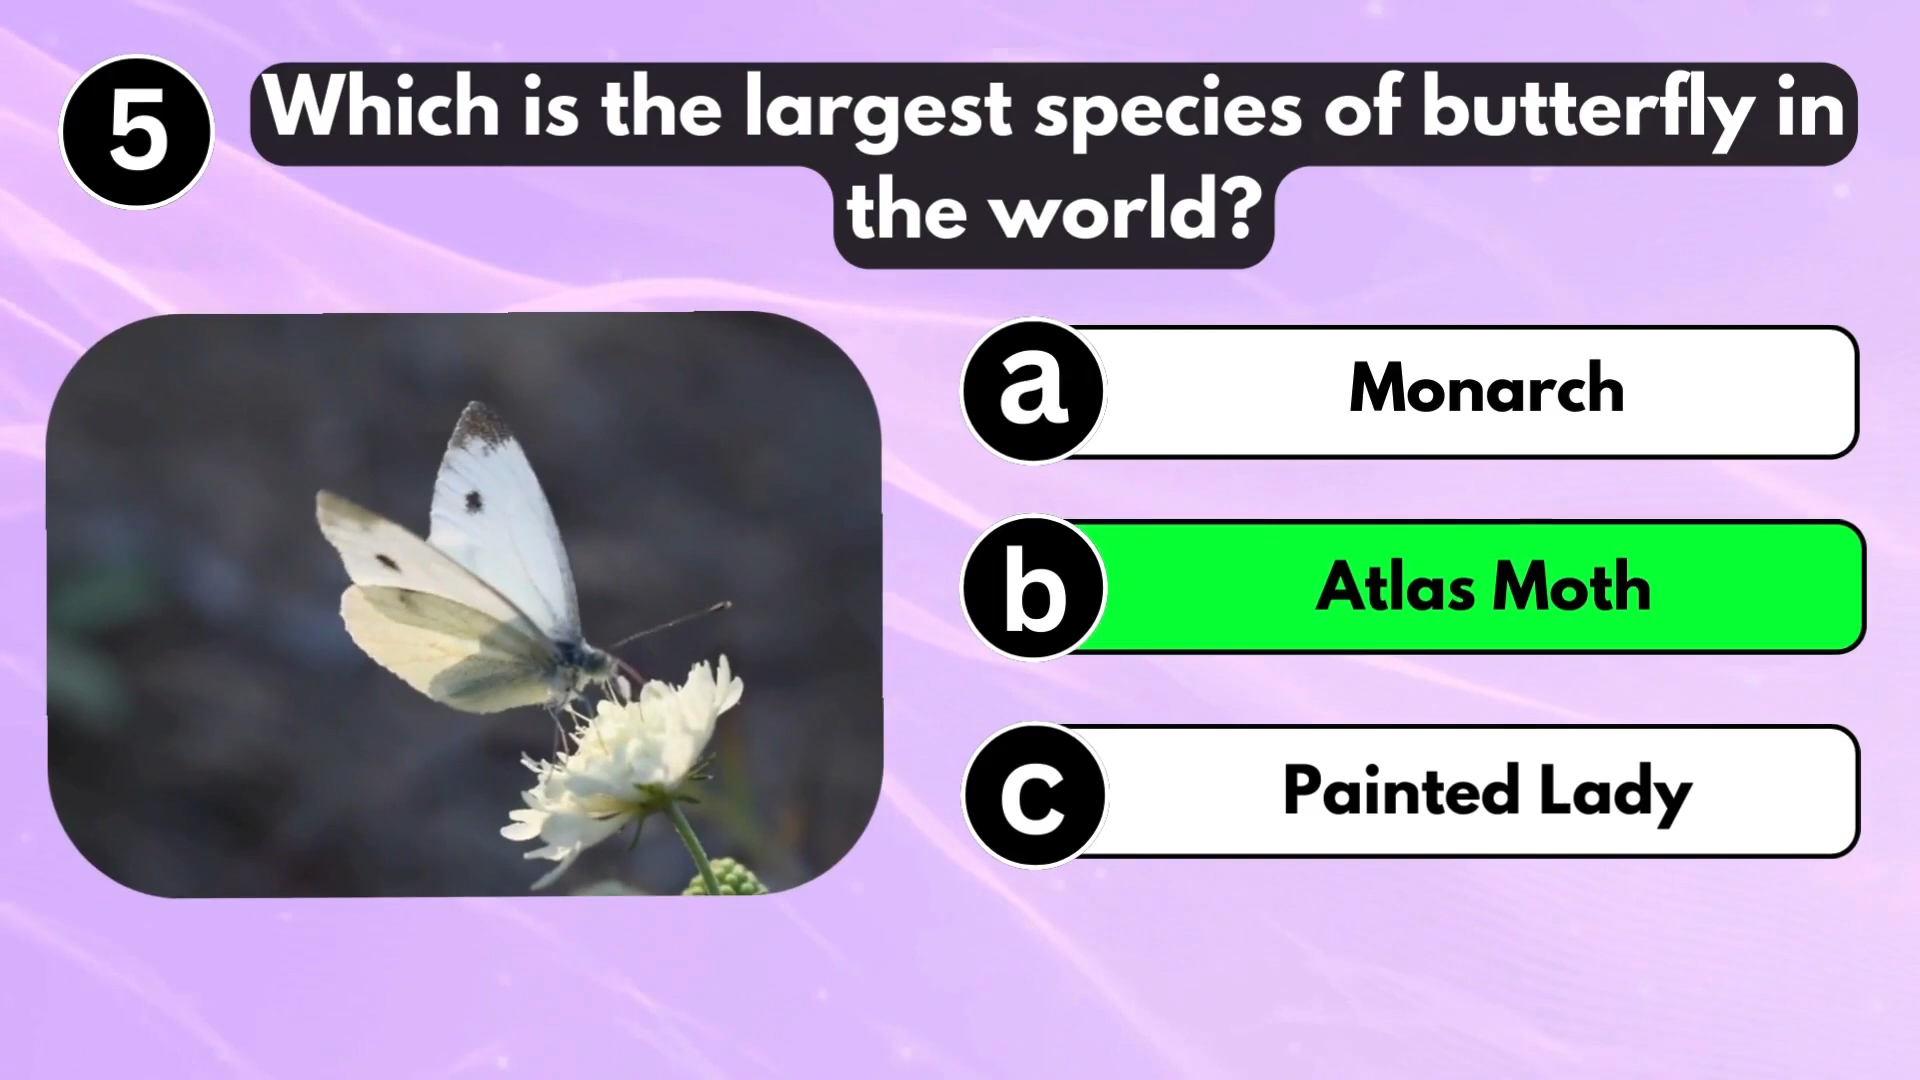 5
Which is the largest species of butterfly in
the world?
a
Monarch
b
Atlas Moth
c
Painted Lady